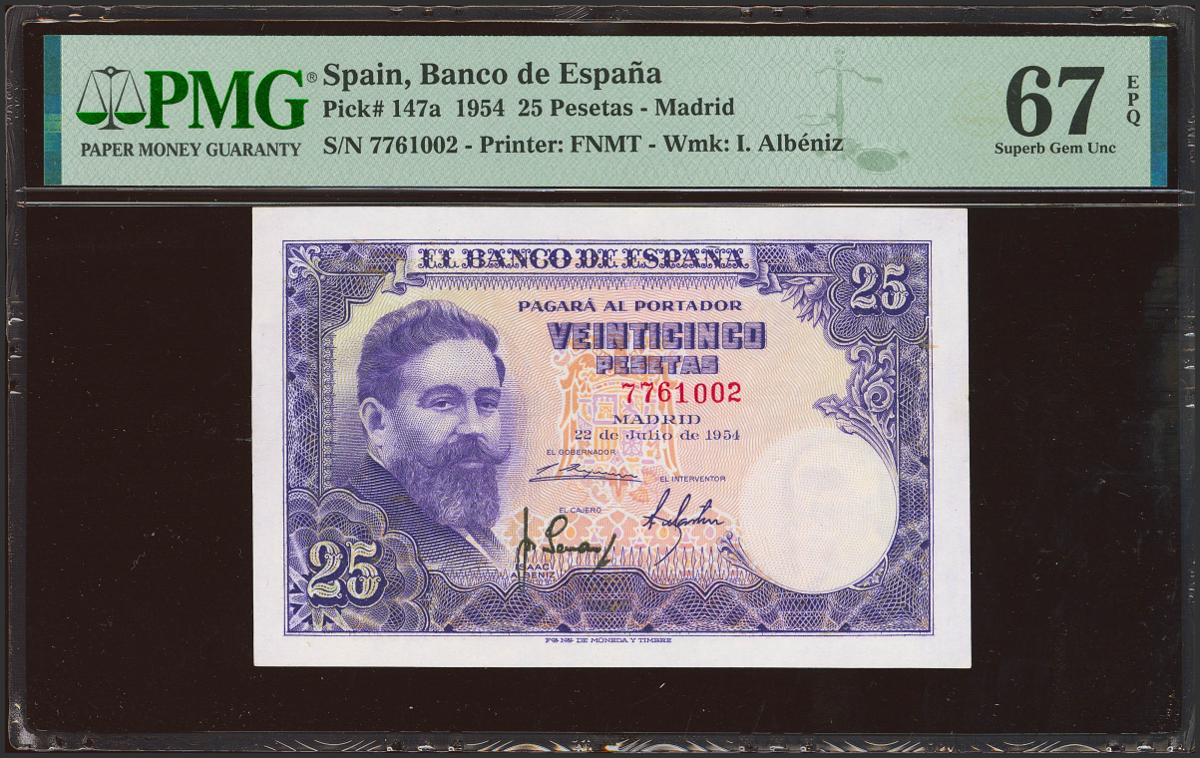 PMG®
PAPER MONEY GUARANTY
Spain, Banco de España
Pick# 147a 1954 25 Pesetas - Madrid
S/N 7761002 - Printer: FNMT - Wmk: I. Albéniz
67
EPQ
Superb Gem Unc
EL BANCO DE ESPAÑA
25
PAGARÁ AL PORTADOR
VEINTICINCO
PESETAS
7761002
MADRID
22 de Julio de 1954
EL GOBERNADOR
EL INTERVENTOR
EL CAJERO
25
ISAAC
ALBENIZ
FCA NAL DE MONEDA Y TIMBRE